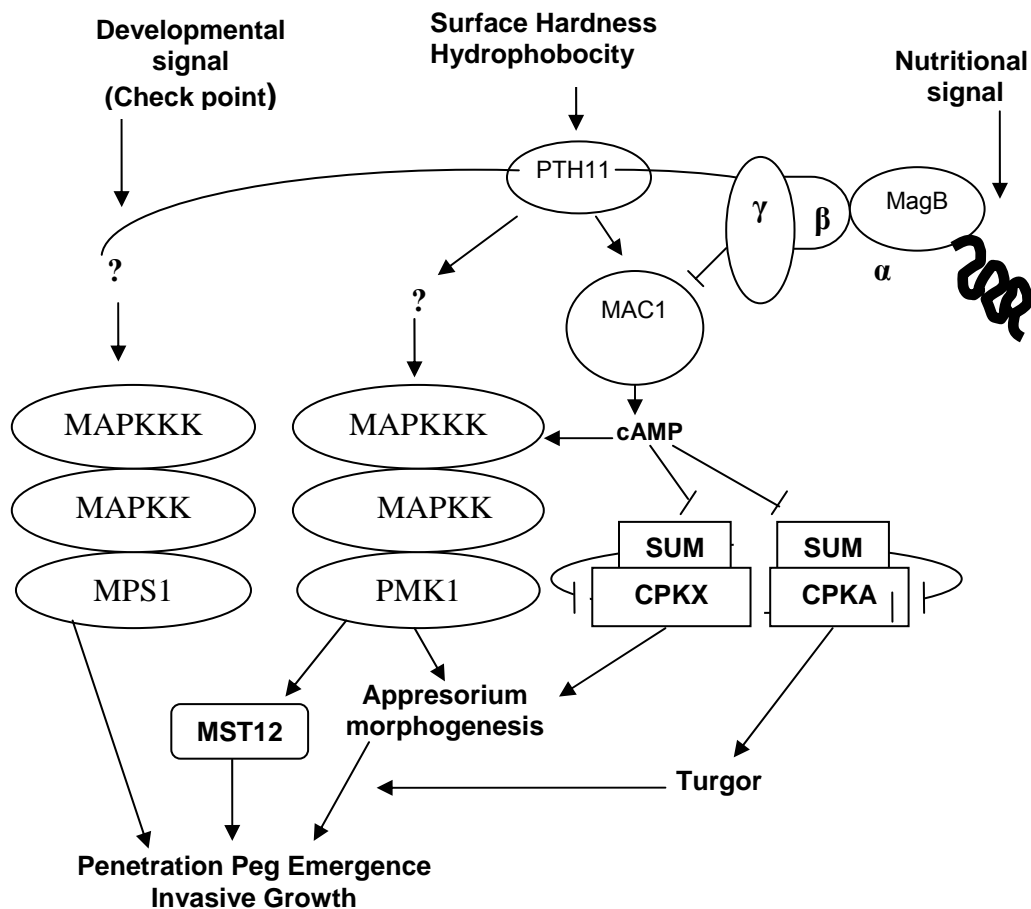 Developmental
signal
(Check point)
Surface Hardness
Hydrophobocity
Nutritional
signal
PTH11
γ
β
MagB
α
?
?
MAC1
MAPKKK
MAPKKK
cAMP
MAPKK
MAPKK
SUM
SUM
MPS1
PMK1
CPKX
CPKA
MST12
Appresorium
morphogenesis
Turgor
Penetration Peg Emergence
Invasive Growth